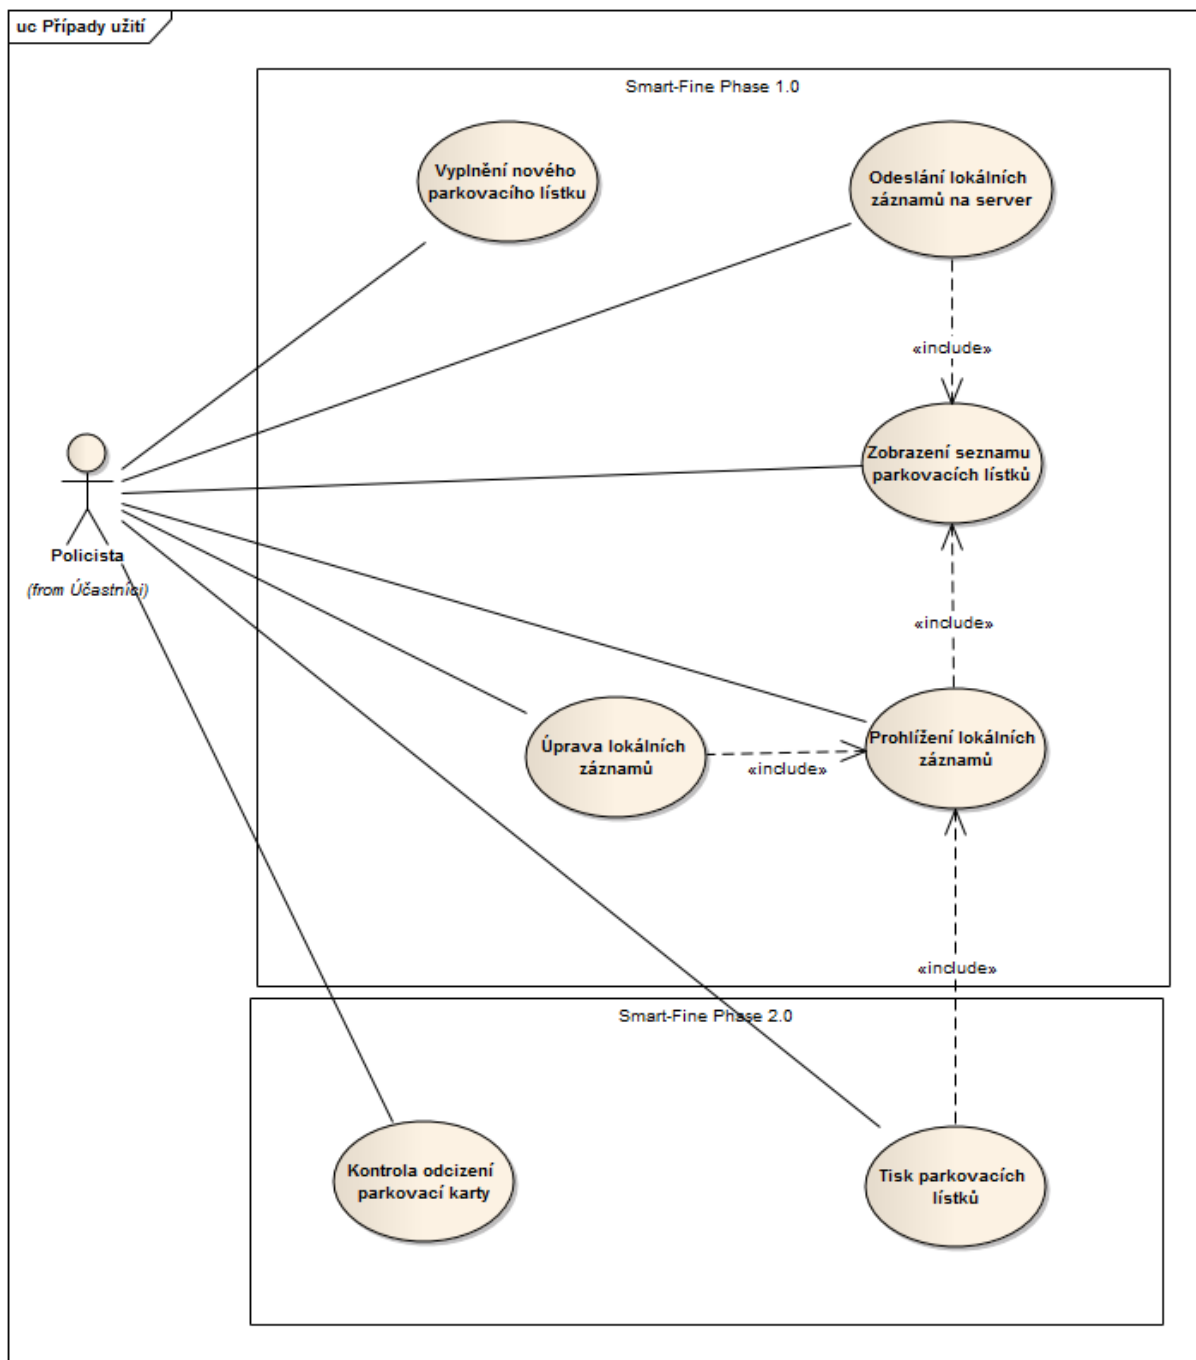 uc Případy užití
Smart-Fine Phase 1.0
Vyplnění nového
parkovacího lístku
Odeslání lokálních
záznamů na server
«include»
Zobrazení seznamu
parkovacích lístků
Policista
(from Účastníci)
«include»
Úprava lokálních
záznamů
«include»
Prohlížení lokálních
záznamů
«include»
Smart-Fine Phase 2.0
Kontrola odcizení
parkovací karty
Tisk parkovacích
lístků